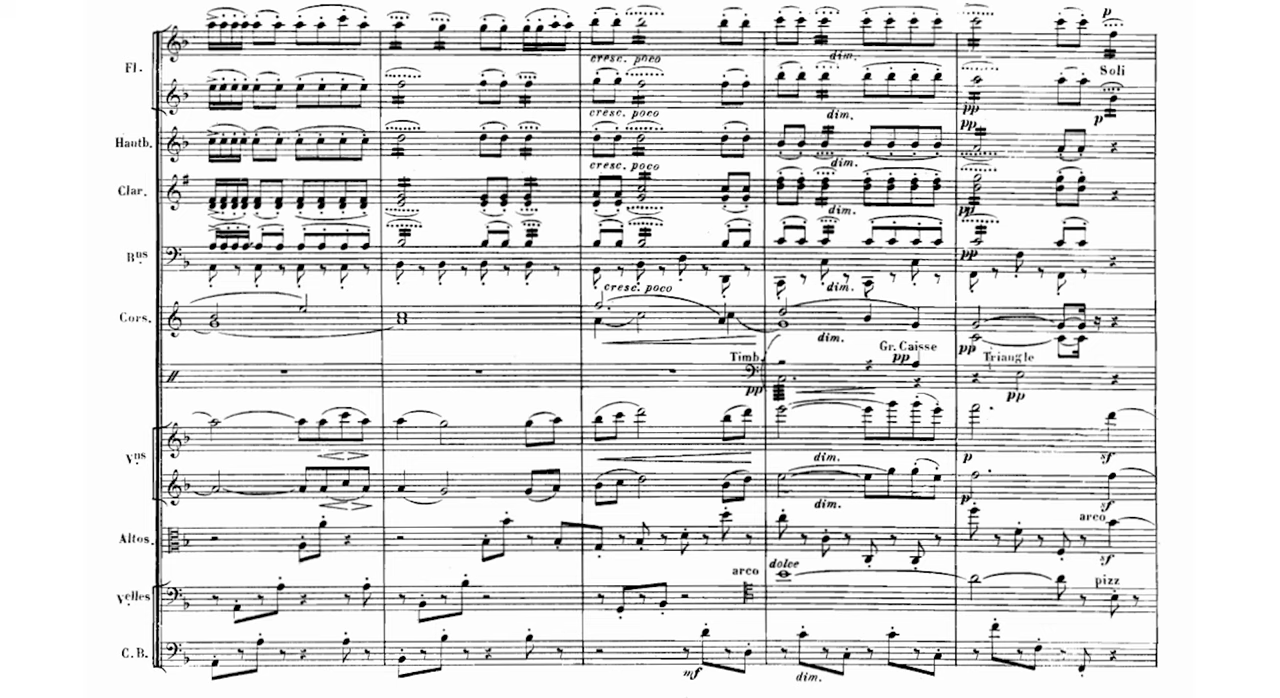 p
Fl.
cresc. poco
dim.
Soli
pp
cresc. poco
dim.
p
pp
Hautb.
cresc. poco
dim.
Clar.
dim.
pp
Bns
cresc. poco
dim.
pp
Cors.
dim.
pp
Timb.
Gr. Caisse
pp
Triangle
pp
pp
Vns
dim.
p
sf
dim.
p
sf
Altos.
arco
sf
Vcelles
arco
dolce
pizz
C.B.
mf
dim.